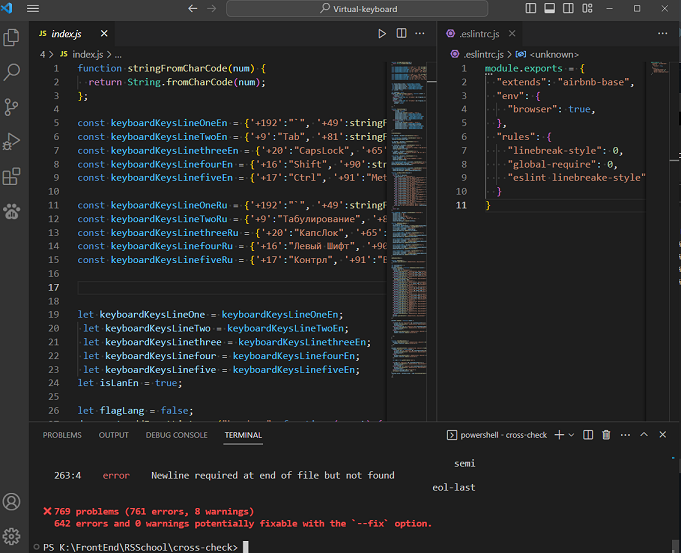 Virtual-keyboard
index.js
.eslintrc.js
4 > JS index.js > ...
.eslintrc.js > <unknown>
1 function stringFromCharCode(num) {
2 return String.fromCharCode(num);
3 };
4
5 const keyboardKeysLineOneEn = {'+192':"`", '+49':stringF
6 const keyboardKeysLineTwoEn = {'+9':"Tab", '+81':stringF
7 const keyboardKeysLinethreeEn = {'+20':"CapsLock", '+65'
8 const keyboardKeysLinefourEn = {'+16':"Shift", '+90':str
9 const keyboardKeysLinefiveEn = {'+17':"Ctrl", '+91':"Met
10
11 const keyboardKeysLineOneRu = {'+192':"`", '+49':stringF
12 const keyboardKeysLineTwoRu = {'+9':"Табулирование", '+8
13 const keyboardKeysLinethreeRu = {'+20':"КапсЛок", '+65':
14 const keyboardKeysLinefourRu = {'+16':"Левый Шифт", '+90
15 const keyboardKeysLinefiveRu = {'+17':"Контрл", '+91':"В
16
17
18
19 let keyboardKeysLineOne = keyboardKeysLineOneEn;
20 let keyboardKeysLineTwo = keyboardKeysLineTwoEn;
21 let keyboardKeysLinethree = keyboardKeysLinethreeEn;
22 let keyboardKeysLinefour = keyboardKeysLinefourEn;
23 let keyboardKeysLinefive = keyboardKeysLinefiveEn;
24 let isLanEn = true;
25
26 let flagLang = false;
1 module.exports = {
2 "extends": "airbnb-base",
3 "env": {
4 "browser": true,
5 },
6 "rules": {
7 "linebreak-style": 0,
8 "global-require": 0,
9 "eslint linebreake-style"
10 }
11 }
PROBLEMS OUTPUT DEBUG CONSOLE TERMINAL
powershell - cross-check
semi
263:4 error Newline required at end of file but not found
eol-last
✖ 769 problems (761 errors, 8 warnings)
642 errors and 0 warnings potentially fixable with the `--fix` option.
PS K:\FrontEnd\RSSchool\cross-check>